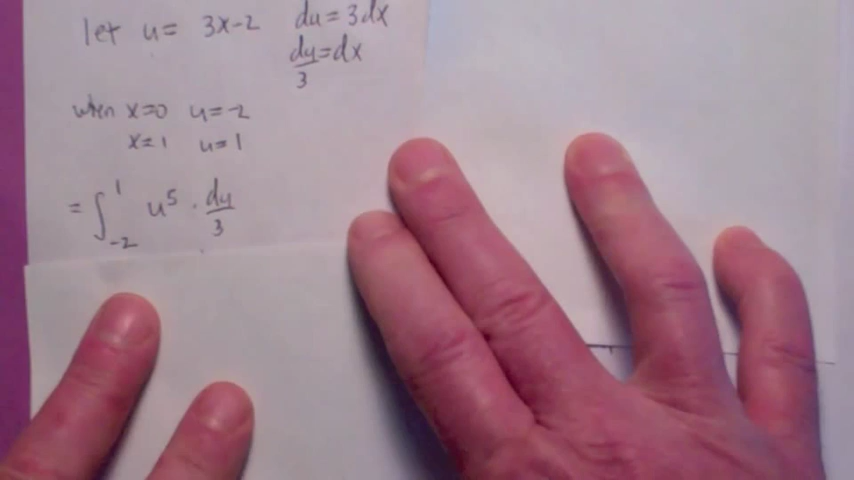 let u = 3x-2 du = 3dx
du/3 = dx
when x=0 u=-2
x=1 u=1
= ∫_{-2}^{1} u^5 · du/3